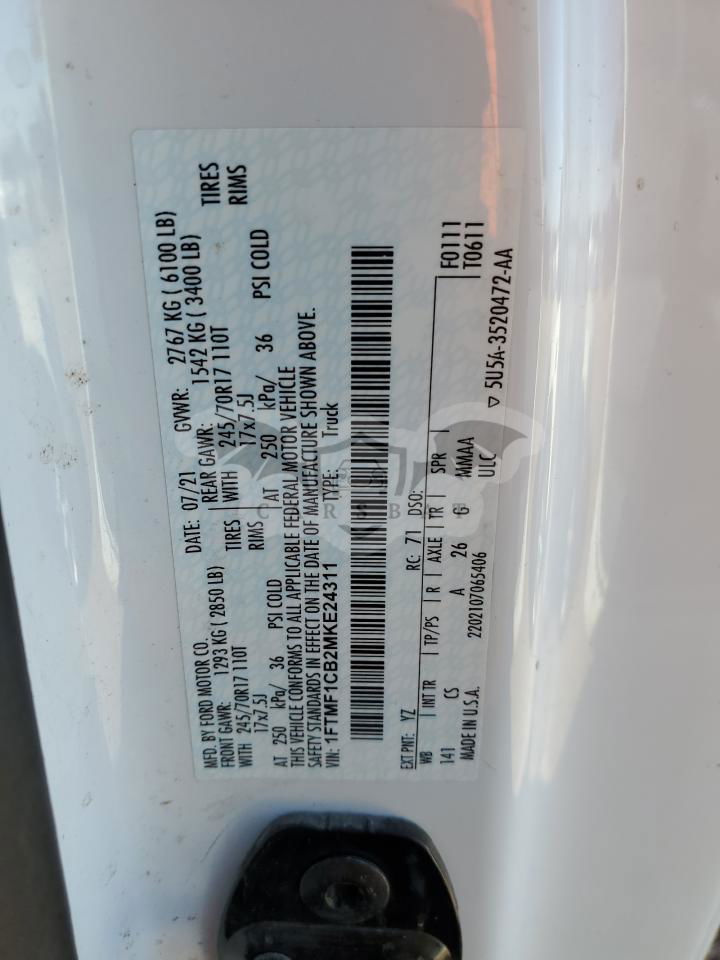 MFD. BY FORD MOTOR CO.
DATE: 07/21 GVWR: 2767 KG ( 6100 LB)
FRONT GAWR: 1293 KG ( 2850 LB)
REAR GAWR: 1542 KG ( 3400 LB)
WITH 245/70R17 110T TIRES
WITH 245/70R17 110T TIRES
17x7.5J RIMS
17x7.5J RIMS
AT 250 kPa/ 36 PSI COLD
AT 250 kPa/ 36 PSI COLD
THIS VEHICLE CONFORMS TO ALL APPLICABLE FEDERAL MOTOR VEHICLE
SAFETY STANDARDS IN EFFECT ON THE DATE OF MANUFACTURE SHOWN ABOVE.
VIN: 1FTMF1CB2MKE24311 TYPE: Truck
F0111
T0611
EXT PNT: YZ RC: 71 DSO:
WB INT TR TP/PS R AXLE TR SPR
141 CS A 26 G MMAAA
MADE IN U.S.A. 2202107065406 ULC
▽ 5U5A-3520472-AA